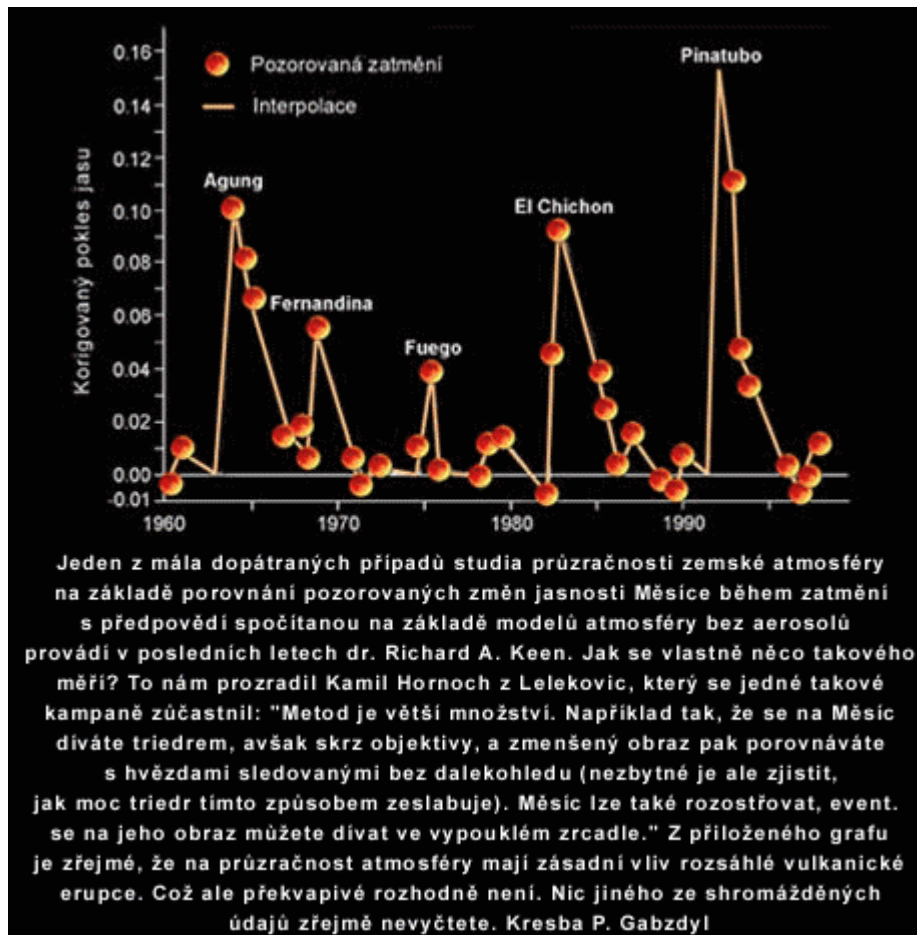 0.16
0.14
0.12
0.10
0.08
0.06
0.04
0.02
0.00
-0.01
Korigovaný pokles jasu
Pozorovaná zatmění
Interpolace
Agung
Fernandina
Fuego
El Chichon
Pinatubo
1960
1970
1980
1990
Jeden z mála dopátraných případů studia průzračnosti zemské atmosféry
na základě porovnání pozorovaných změn jasnosti Měsíce během zatmění
s předpovědí spočítanou na základě modelů atmosféry bez aerosolů
provádí v posledních letech dr. Richard A. Keen. Jak se vlastně něco takového
měří? To nám prozradil Kamil Hornoch z Lelekovic, který se jedné takové
kampaně zúčastnil: "Metod je větší množství. Například tak, že se na Měsíc
díváte triedrem, avšak skrz objektivy, a zmenšený obraz pak porovnáváte
s hvězdami sledovanými bez dalekohledu (nezbytné je ale zjistit,
jak moc triedr tímto způsobem zeslabuje). Měsíc lze také rozostřovat, event.
se na jeho obraz můžete dívat ve vypouklém zrcadle." Z přiloženého grafu
je zřejmé, že na průzračnost atmosféry mají zásadní vliv rozsáhlé vulkanické
erupce. Což ale překvapivé rozhodně není. Nic jiného ze shromážděných
údajů zřejmě nevyčtete. Kresba P. Gabzdyl